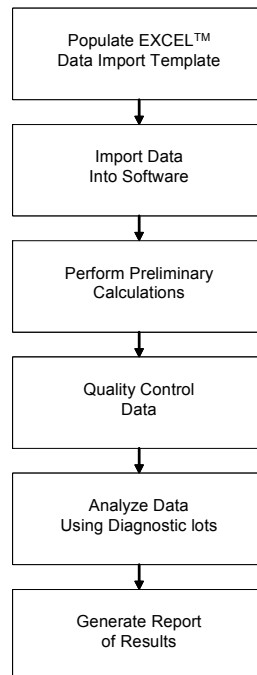 Populate EXCEL™
Data Import Template
Import Data
Into Software
Perform Preliminary
Calculations
Quality Control
Data
Analyze Data
Using Diagnostic lots
Generate Report
of Results